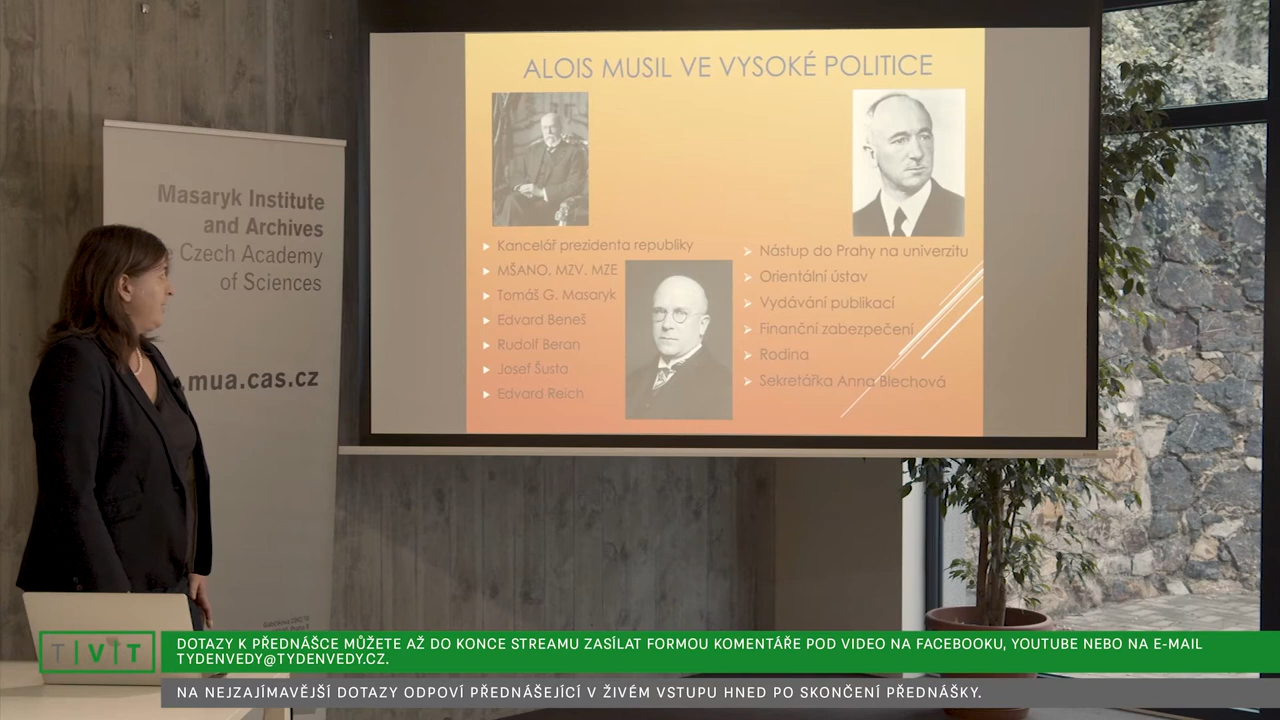 ALOIS MUSIL VE VYSOKÉ POLITICE
Kancelář prezidenta republiky
MŠANO, MZV, MZE
Tomáš G. Masaryk
Edvard Beneš
Rudolf Beran
Josef Šusta
Edvard Reich
Nástup do Prahy na univerzitu
Orientální ústav
Vydávání publikací
Finanční zabezpečení
Rodina
Sekretářka Anna Blechová
Masaryk Institute
and Archives
Czech Academy
of Sciences
.mua.cas.cz
TVT
DOTAZY K PŘEDNÁŠCE MŮŽETE AŽ DO KONCE STREAMU ZASÍLAT FORMOU KOMENTÁŘE POD VIDEO NA FACEBOOKU, YOUTUBE NEBO NA E-MAIL
TYDENVEDY@TYDENVEDY.CZ.
NA NEJZAJÍMAVĚJŠÍ DOTAZY ODPOVÍ PŘEDNÁŠEJÍCÍ V ŽIVÉM VSTUPU HNED PO SKONČENÍ PŘEDNÁŠKY.